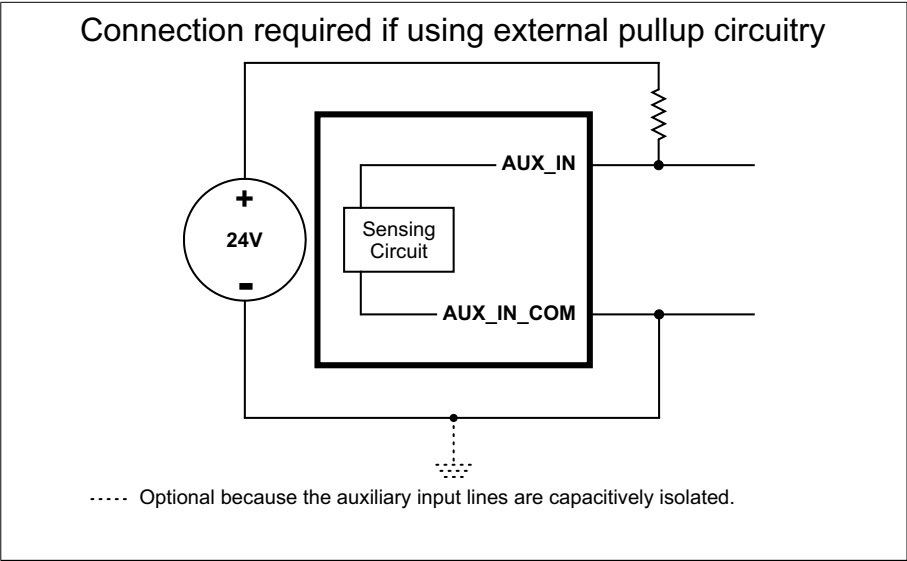 Connection required if using external pullup circuitry
AUX_IN
+
24V
-
Sensing
Circuit
AUX_IN_COM
Optional because the auxiliary input lines are capacitively isolated.